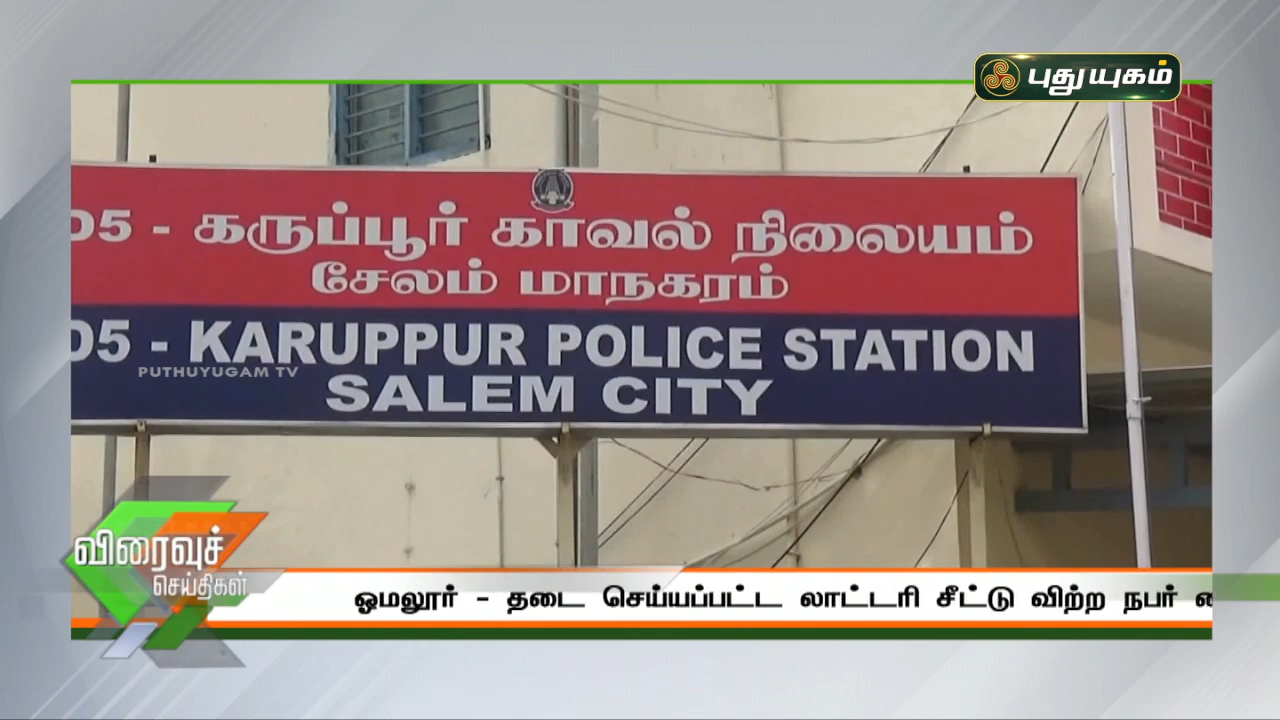 புதுயுகம்
05 - கருப்பூர் காவல் நிலையம்
சேலம் மாநகரம்
05 - KARUPPUR POLICE STATION
PUTHUYUGAM TV
SALEM CITY
விரைவுச்
செய்திகள்
ஓமலூர் - தடை செய்யப்பட்ட லாட்டரி சீட்டு விற்ற நபர்